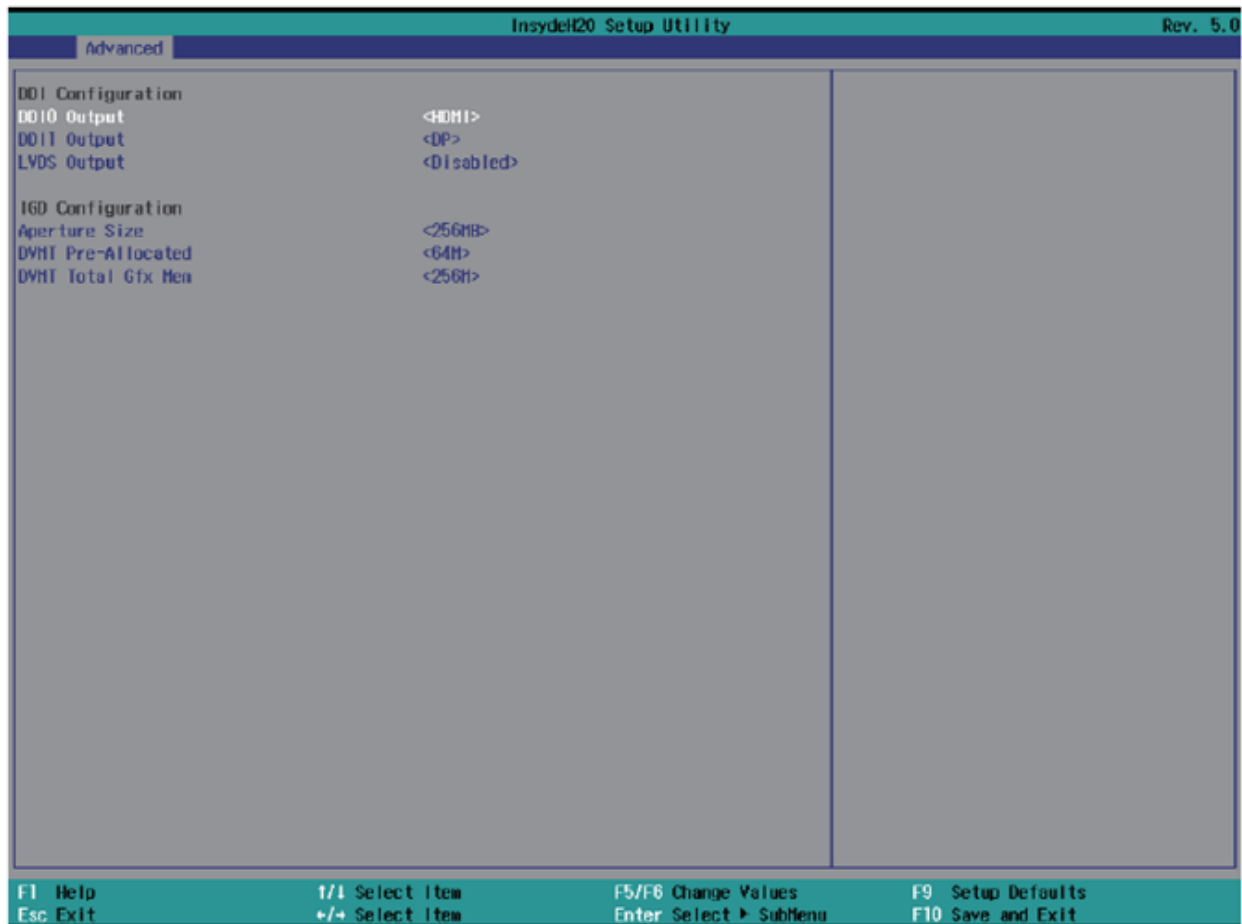 InsydeH20 Setup Utility Rev. 5.0
Advanced
DDI Configuration
DDI0 Output <HDMI>
DDI1 Output <DP>
LVDS Output <Disabled>
IGD Configuration
Aperture Size <256MB>
DVMT Pre-Allocated <64M>
DVMT Total Gfx Mem <256M>
F1 Help ↑/↓ Select Item F5/F6 Change Values F9 Setup Defaults
Esc Exit ←/→ Select Item Enter Select ▶ SubMenu F10 Save and Exit